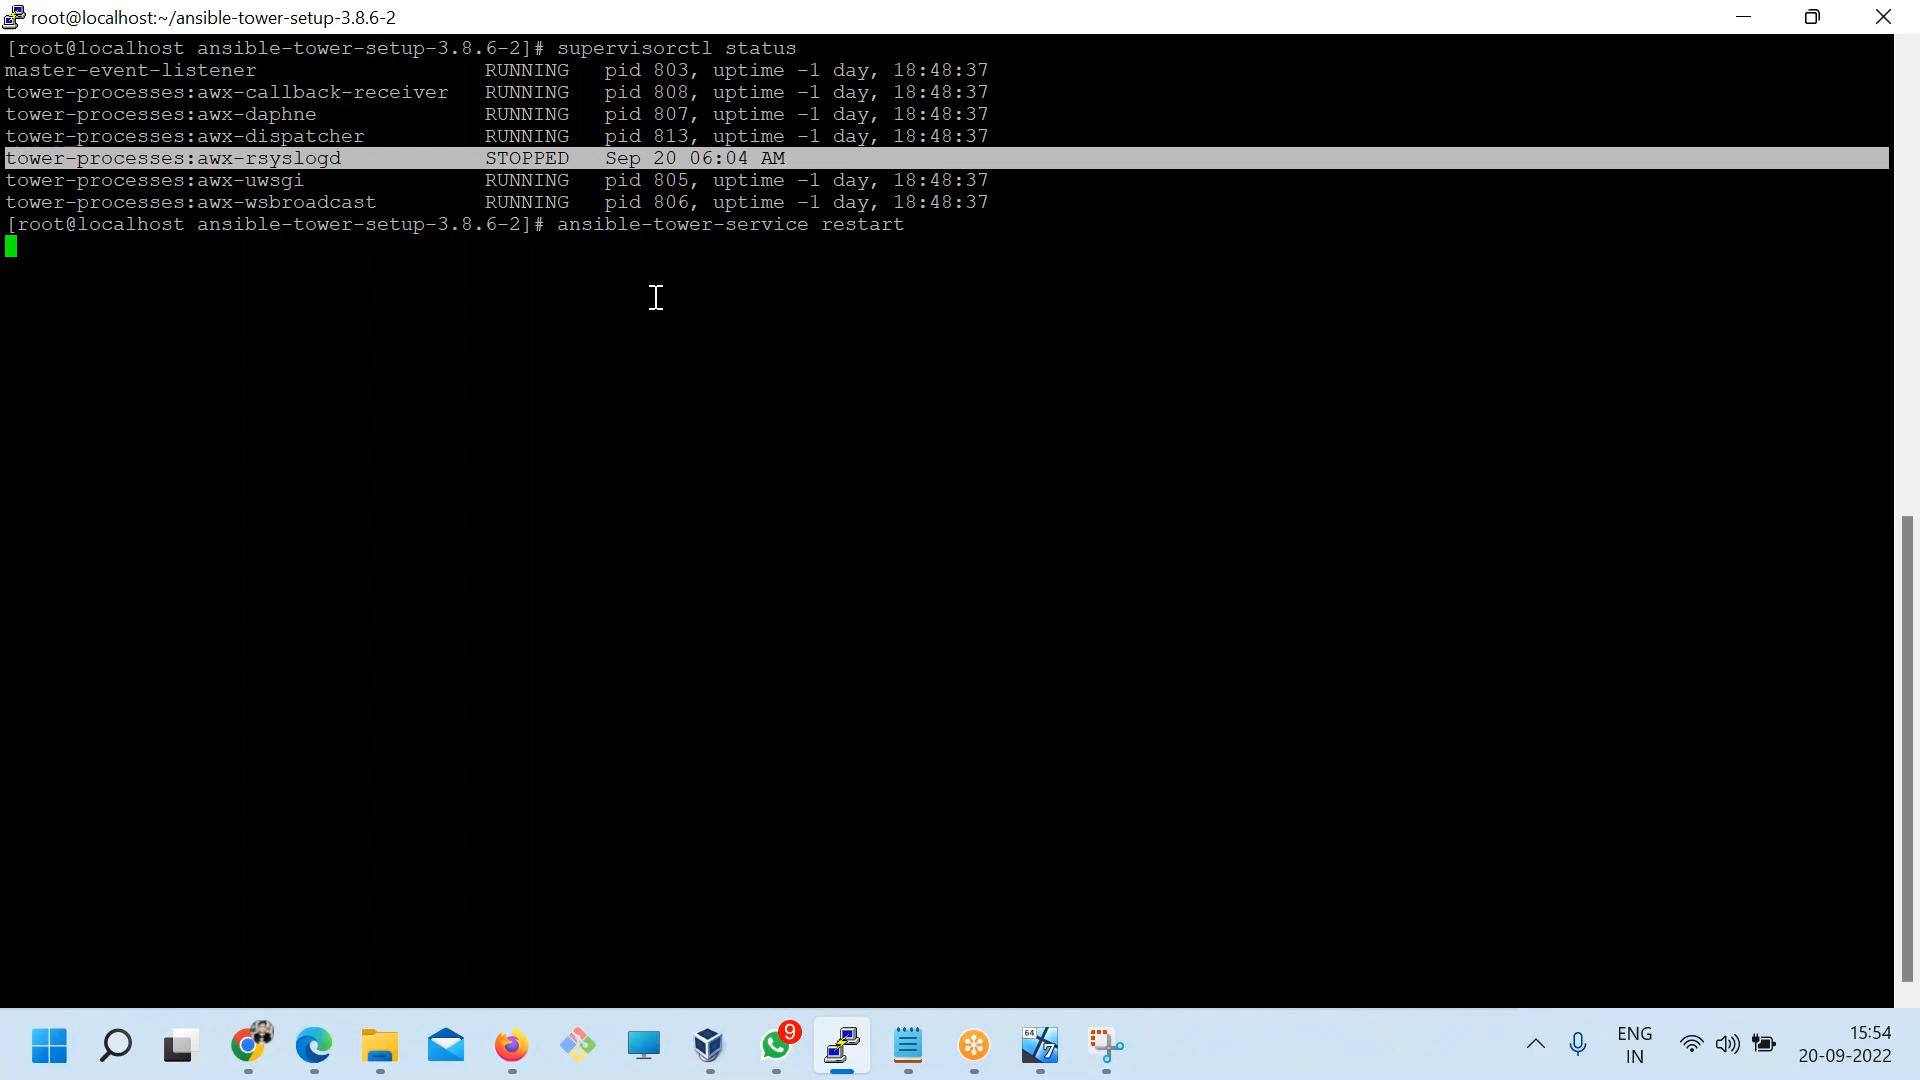 root@localhost:~/ansible-tower-setup-3.8.6-2
[root@localhost ansible-tower-setup-3.8.6-2]# supervisorctl status
master-event-listener RUNNING pid 803, uptime -1 day, 18:48:37
tower-processes:awx-callback-receiver RUNNING pid 808, uptime -1 day, 18:48:37
tower-processes:awx-daphne RUNNING pid 807, uptime -1 day, 18:48:37
tower-processes:awx-dispatcher RUNNING pid 813, uptime -1 day, 18:48:37
tower-processes:awx-rsyslogd STOPPED Sep 20 06:04 AM
tower-processes:awx-uwsgi RUNNING pid 805, uptime -1 day, 18:48:37
tower-processes:awx-wsbroadcast RUNNING pid 806, uptime -1 day, 18:48:37
[root@localhost ansible-tower-setup-3.8.6-2]# ansible-tower-service restart
9
64
7
ENG
IN
15:54
20-09-2022